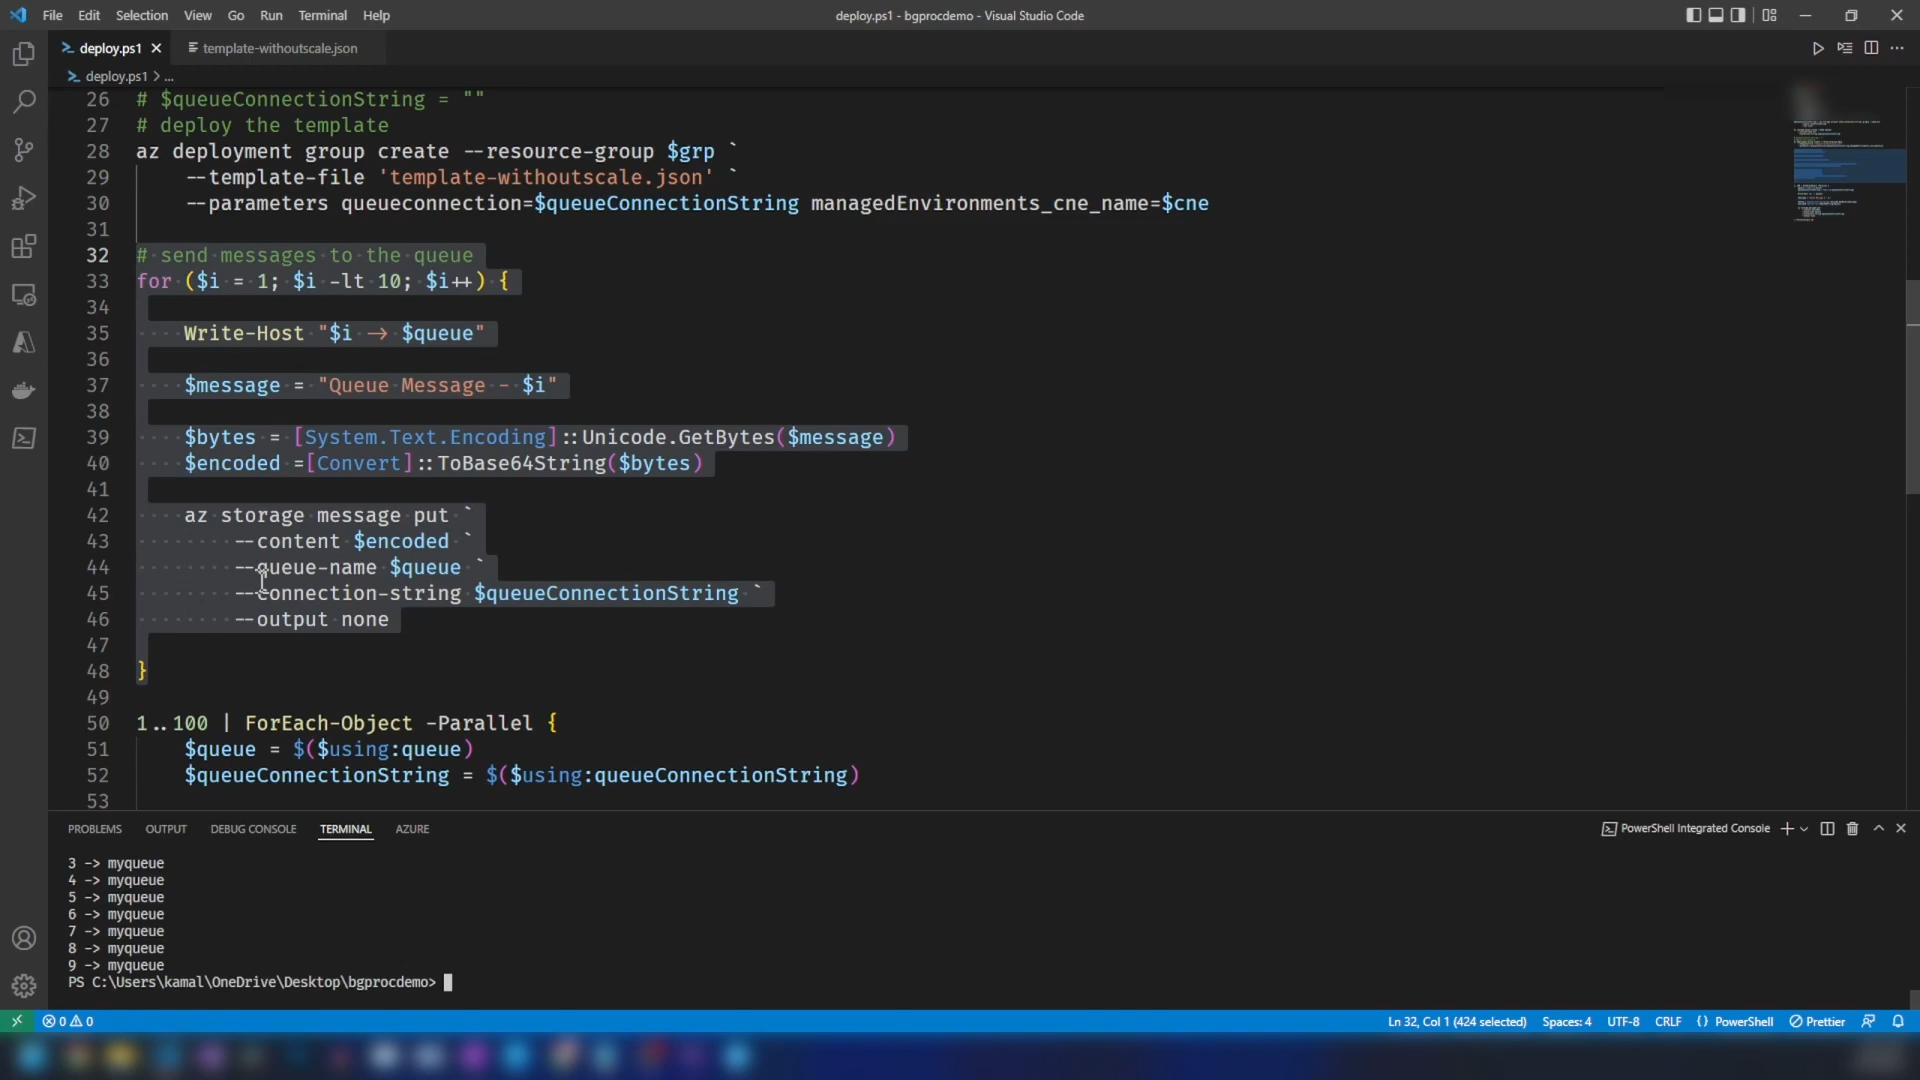 File Edit Selection View Go Run Terminal Help
deploy.ps1 - bgprocdemo - Visual Studio Code
deploy.ps1
template-withoutscale.json
deploy.ps1 > ...
26 # $queueConnectionString = ""
27 # deploy the template
28 az deployment group create --resource-group $grp `
29 --template-file 'template-withoutscale.json' `
30 --parameters queueconnection=$queueConnectionString managedEnvironments_cne_name=$cne
31
32 # send messages to the queue
33 for ($i = 1; $i -lt 10; $i++) {
34
35 Write-Host "$i -> $queue"
36
37 $message = "Queue Message - $i"
38
39 $bytes = [System.Text.Encoding]::Unicode.GetBytes($message)
40 $encoded =[Convert]::ToBase64String($bytes)
41
42 az storage message put `
43 --content $encoded `
44 --queue-name $queue `
45 --connection-string $queueConnectionString `
46 --output none
47
48 }
49
50 1..100 | ForEach-Object -Parallel {
51 $queue = $($using:queue)
52 $queueConnectionString = $($using:queueConnectionString)
53
PROBLEMS OUTPUT DEBUG CONSOLE TERMINAL AZURE
PowerShell Integrated Console
3 -> myqueue
4 -> myqueue
5 -> myqueue
6 -> myqueue
7 -> myqueue
8 -> myqueue
9 -> myqueue
PS C:\Users\kamal\OneDrive\Desktop\bgprocdemo>
0 0
Ln 32, Col 1 (424 selected) Spaces: 4 UTF-8 CRLF {} PowerShell Prettier